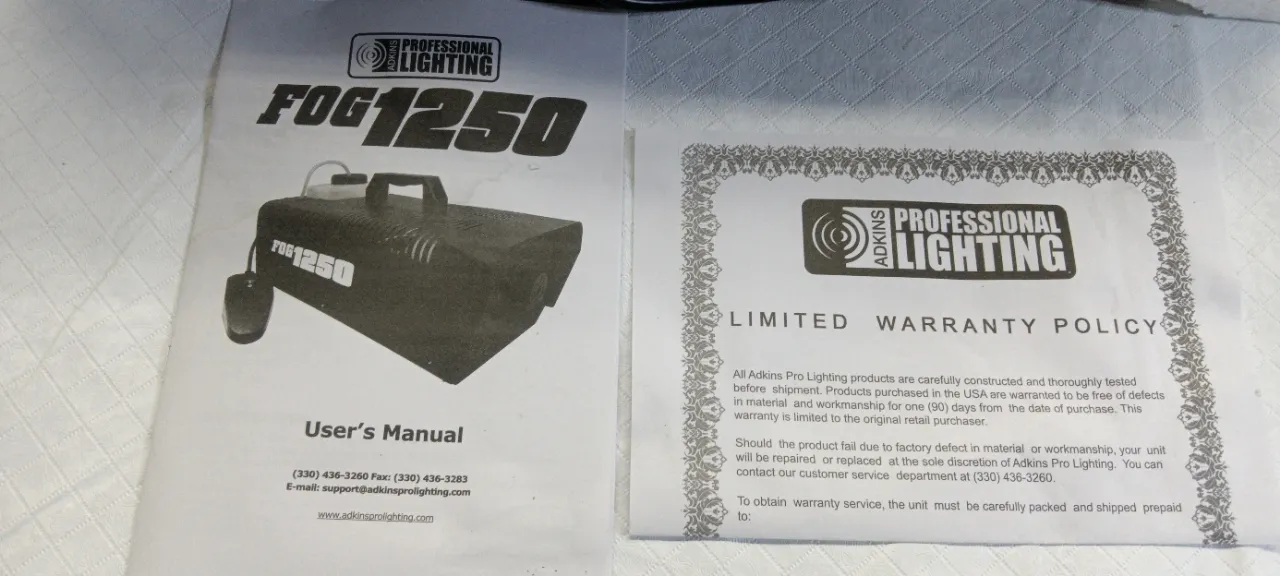 ADKINS PROFESSIONAL LIGHTING
FOG1250
FOG1250
User's Manual
(330) 436-3260 Fax: (330) 436-3283
E-mail: support@adkinsprolighting.com
www.adkinsprolighting.com
ADKINS PROFESSIONAL LIGHTING
LIMITED WARRANTY POLICY
All Adkins Pro Lighting products are carefully constructed and thoroughly tested
before shipment. Products purchased in the USA are warranted to be free of defects
in material and workmanship for one (90) days from the date of purchase. This
warranty is limited to the original retail purchaser.
Should the product fail due to factory defect in material or workmanship, your unit
will be repaired or replaced at the sole discretion of Adkins Pro Lighting. You can
contact our customer service department at (330) 436-3260.
To obtain warranty service, the unit must be carefully packed and shipped prepaid
to: